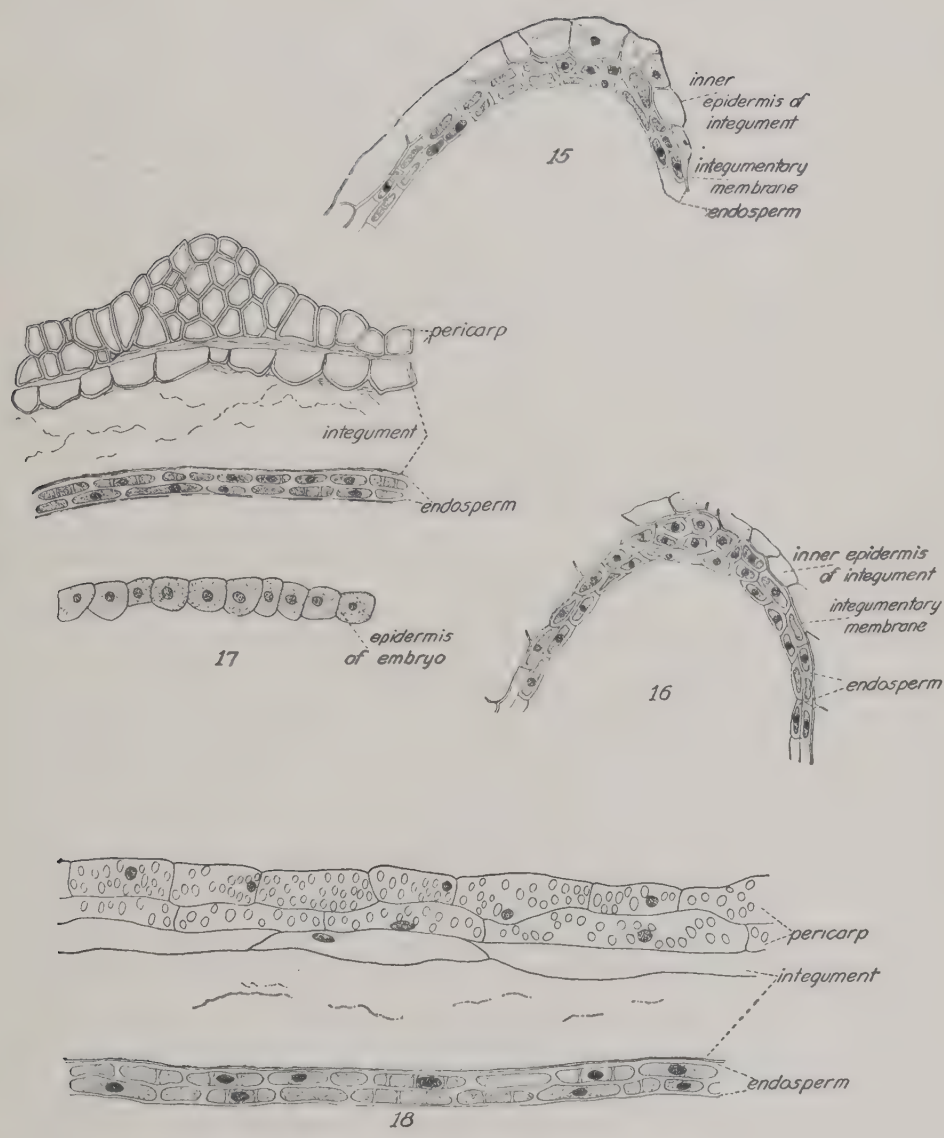 inner
epidermis of
integument
15
integumentary
membrane
endosperm
pericarp
integument
endosperm
epidermis
of embryo
17
inner epidermis
of integument
integumentary
membrane
endosperm
16
pericarp
integument
endosperm
18